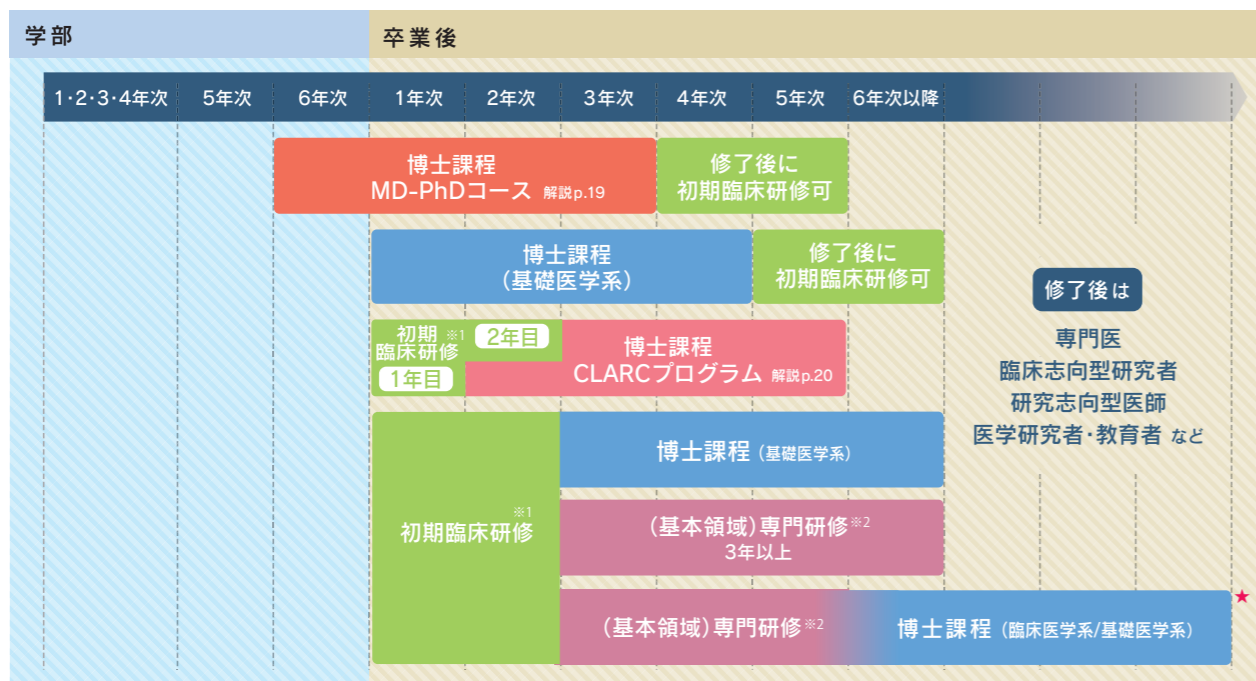 学部
卒業後
1・2・3・4年次 5年次 6年次 1年次 2年次 3年次 4年次 5年次 6年次以降
博士課程
MD-PhDコース 解説p.19
修了後に
初期臨床研修可
博士課程
(基礎医学系)
修了後に
初期臨床研修可
初期 ※1
臨床研修
1年目
2年目
博士課程
CLARCプログラム 解説p.20
初期臨床研修 ※1
博士課程 (基礎医学系)
(基本領域)専門研修※2
3年以上
(基本領域)専門研修※2
博士課程 (臨床医学系/基礎医学系)
★
修了後は
専門医
臨床志向型研究者
研究志向型医師
医学研究者・教育者 など